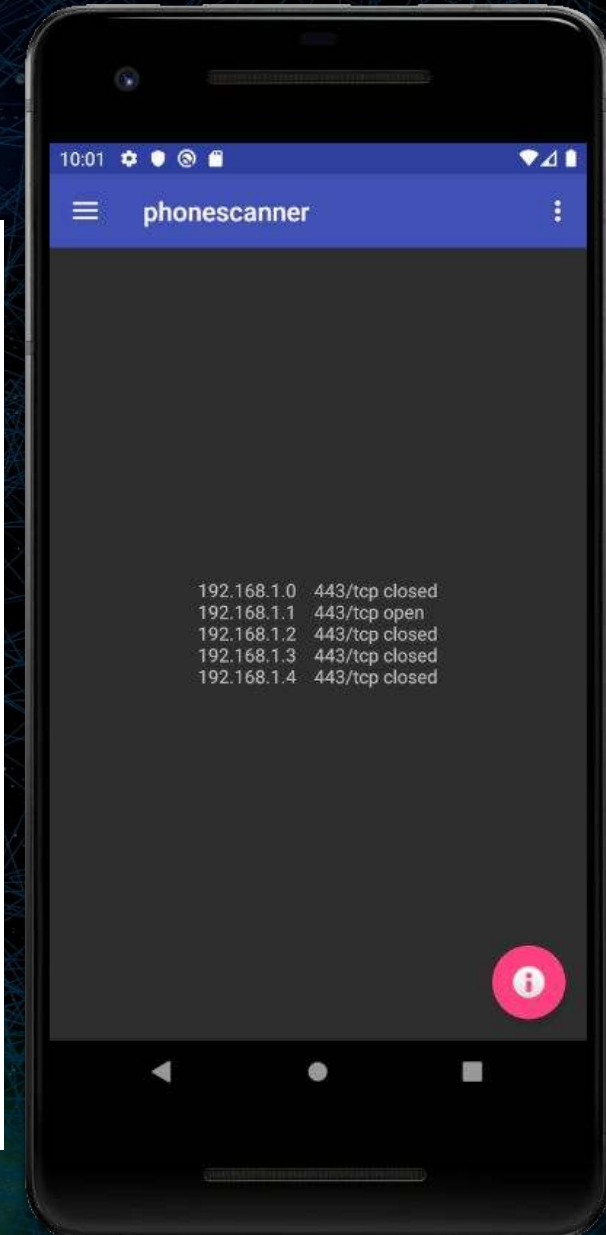 10:01
phonescanner
192.168.1.0 443/tcp closed
192.168.1.1 443/tcp open
192.168.1.2 443/tcp closed
192.168.1.3 443/tcp closed
192.168.1.4 443/tcp closed